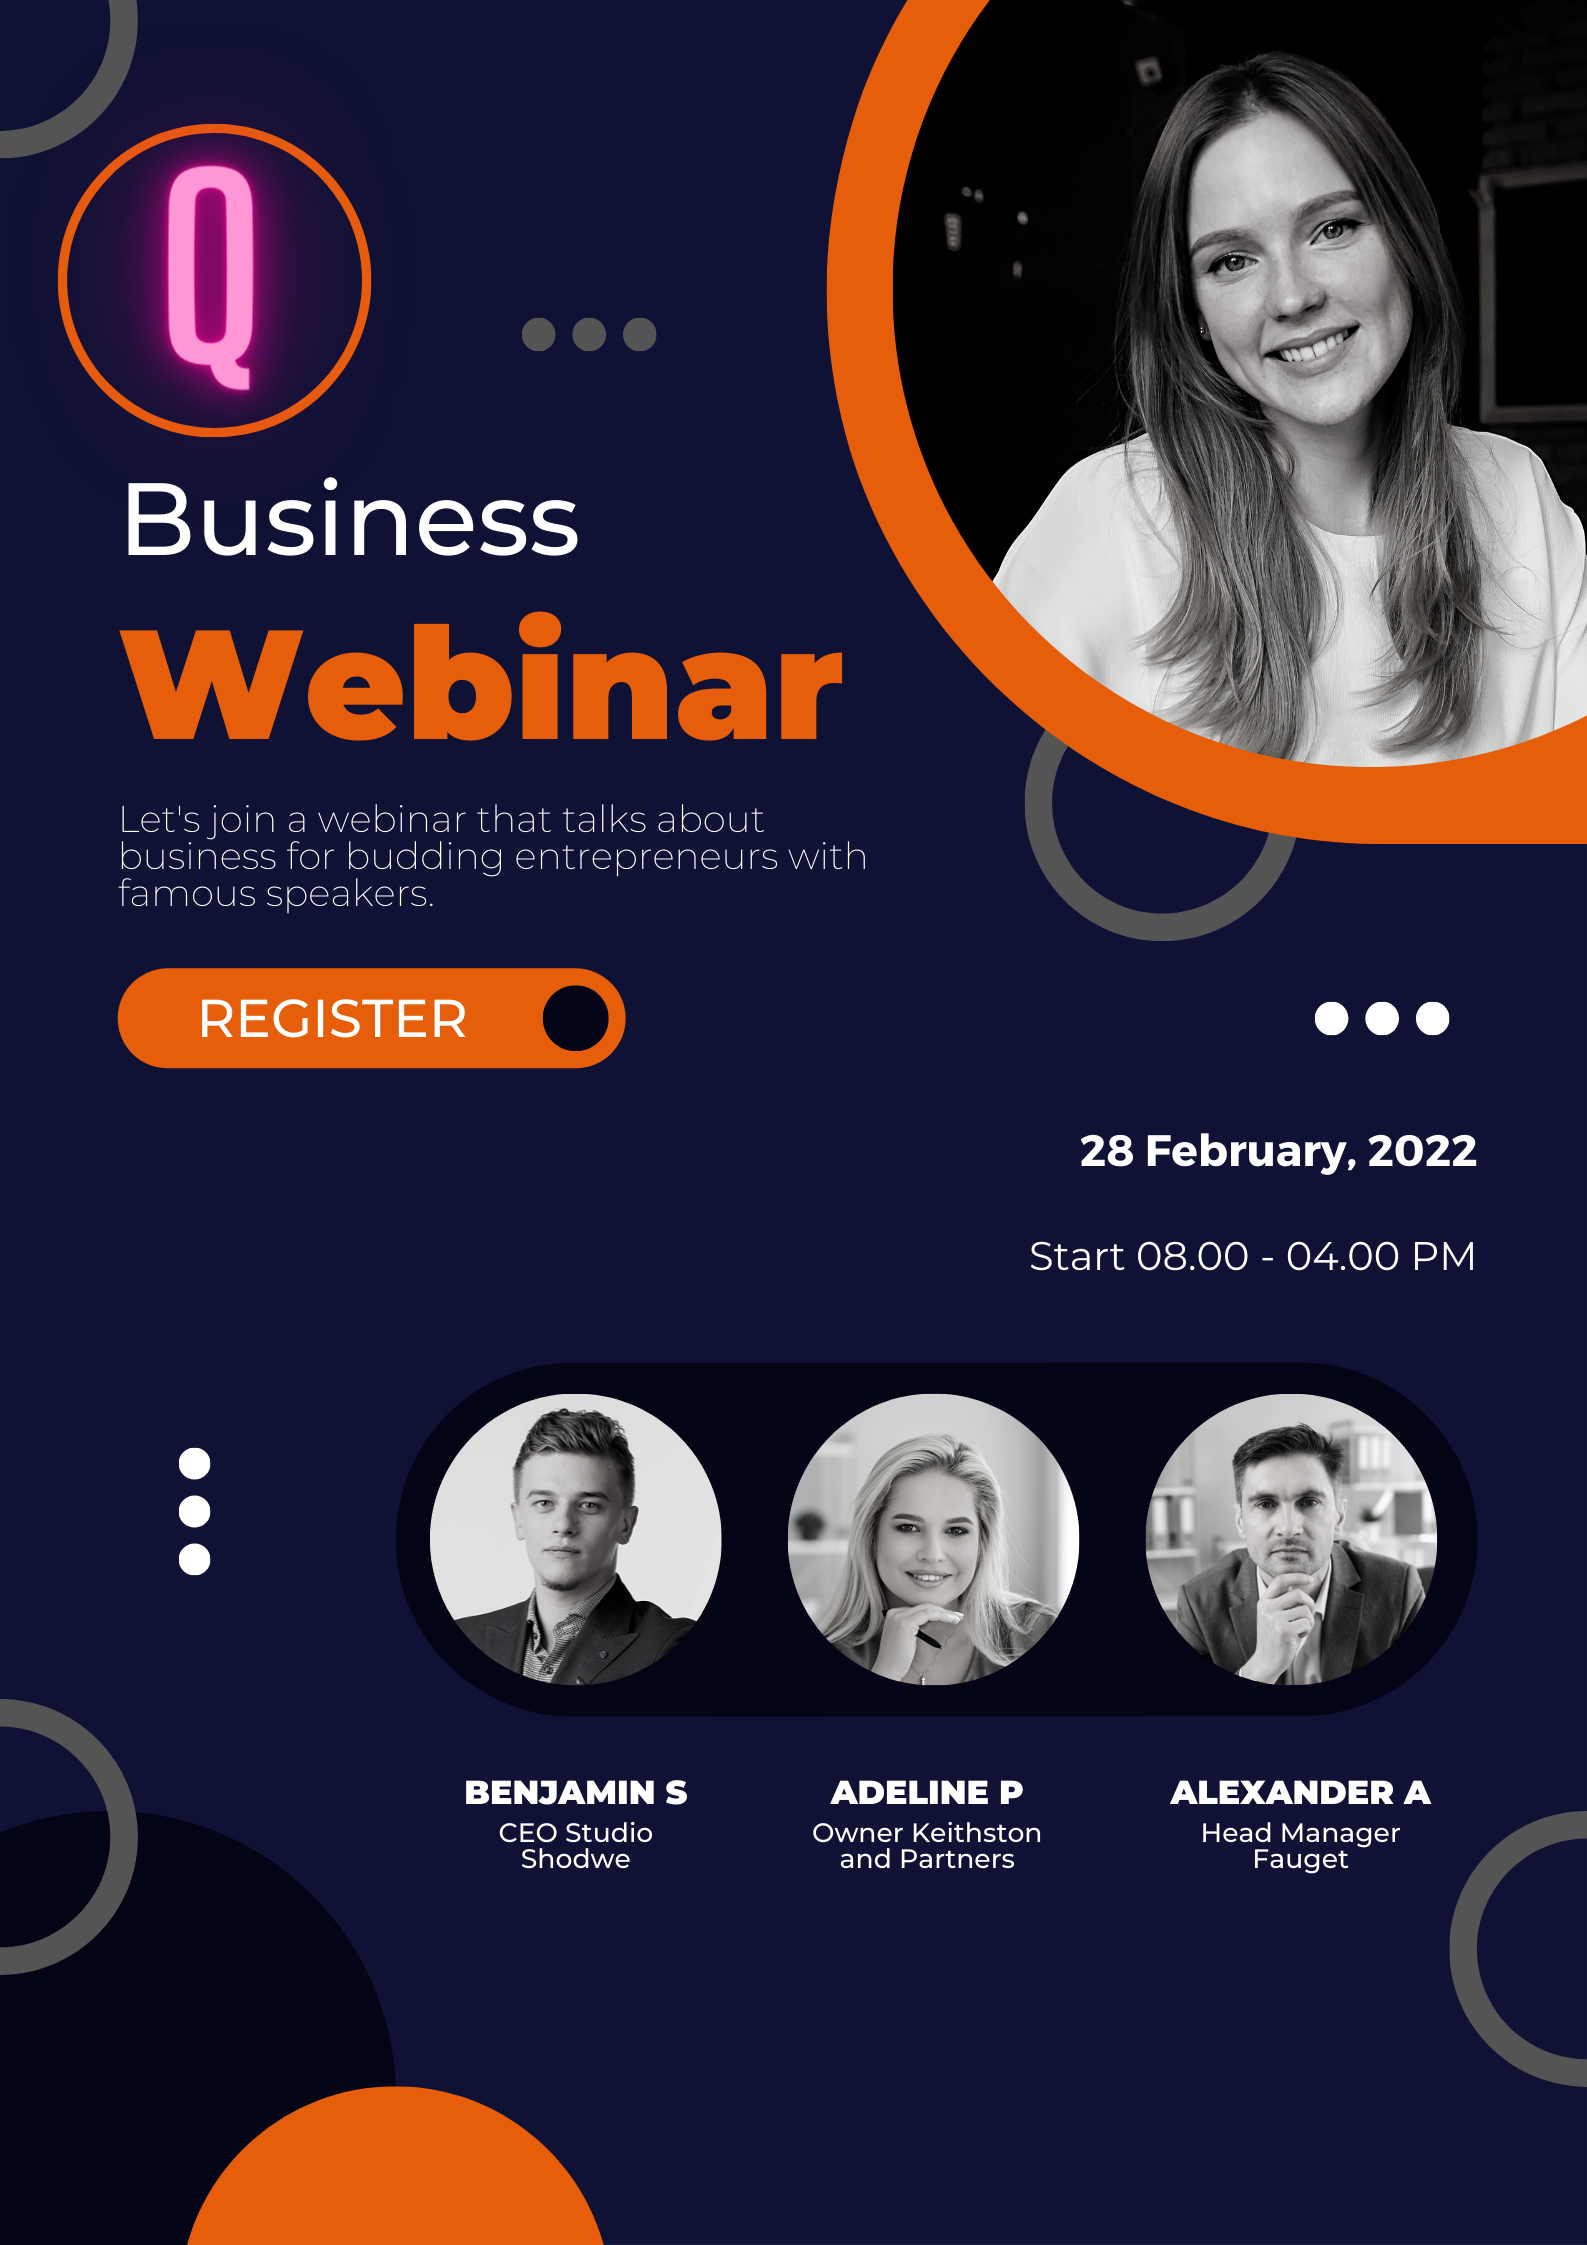 Q
Business
Webinar
Let's join a webinar that talks about
business for budding entrepreneurs with
famous speakers.
REGISTER
28 February, 2022
Start 08.00 - 04.00 PM
BENJAMIN S
CEO Studio
Shodwe
ADELINE P
Owner Keithston
and Partners
ALEXANDER A
Head Manager
Fauget